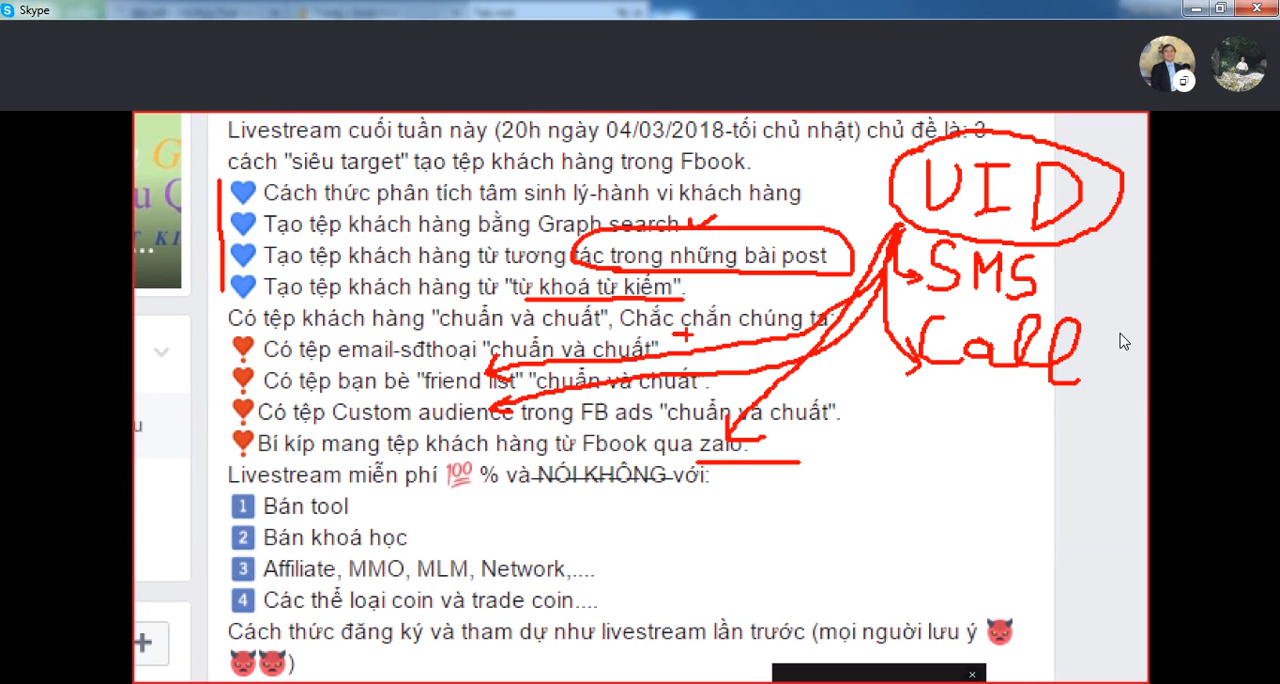 Skype
Livestream cuối tuần này (20h ngày 04/03/2018-tối chủ nhật) chủ đề là: 3
cách "siêu target" tạo tệp khách hàng trong Fbook.
💙 Cách thức phân tích tâm sinh lý-hành vi khách hàng
💙 Tạo tệp khách hàng bằng Graph search
💙 Tạo tệp khách hàng từ tương tác trong những bài post
💙 Tạo tệp khách hàng từ "từ khoá từ kiếm".
Có tệp khách hàng "chuẩn và chuất", Chắc chắn chúng ta:
❣ Có tệp email-sđthoại "chuẩn và chuất"
❣ Có tệp bạn bè "friend list" "chuẩn và chuất".
❣Có tệp Custom audience trong FB ads "chuẩn và chuất".
❣Bí kíp mang tệp khách hàng từ Fbook qua zalo.
Livestream miễn phí 💯 % và NÓI KHÔNG với:
1 Bán tool
2 Bán khoá học
3 Affiliate, MMO, MLM, Network,....
4 Các thể loại coin và trade coin....
Cách thức đăng ký và tham dự như livestream lần trước (mọi nguời lưu ý 👿
👿👿)
UID
SMS
Call